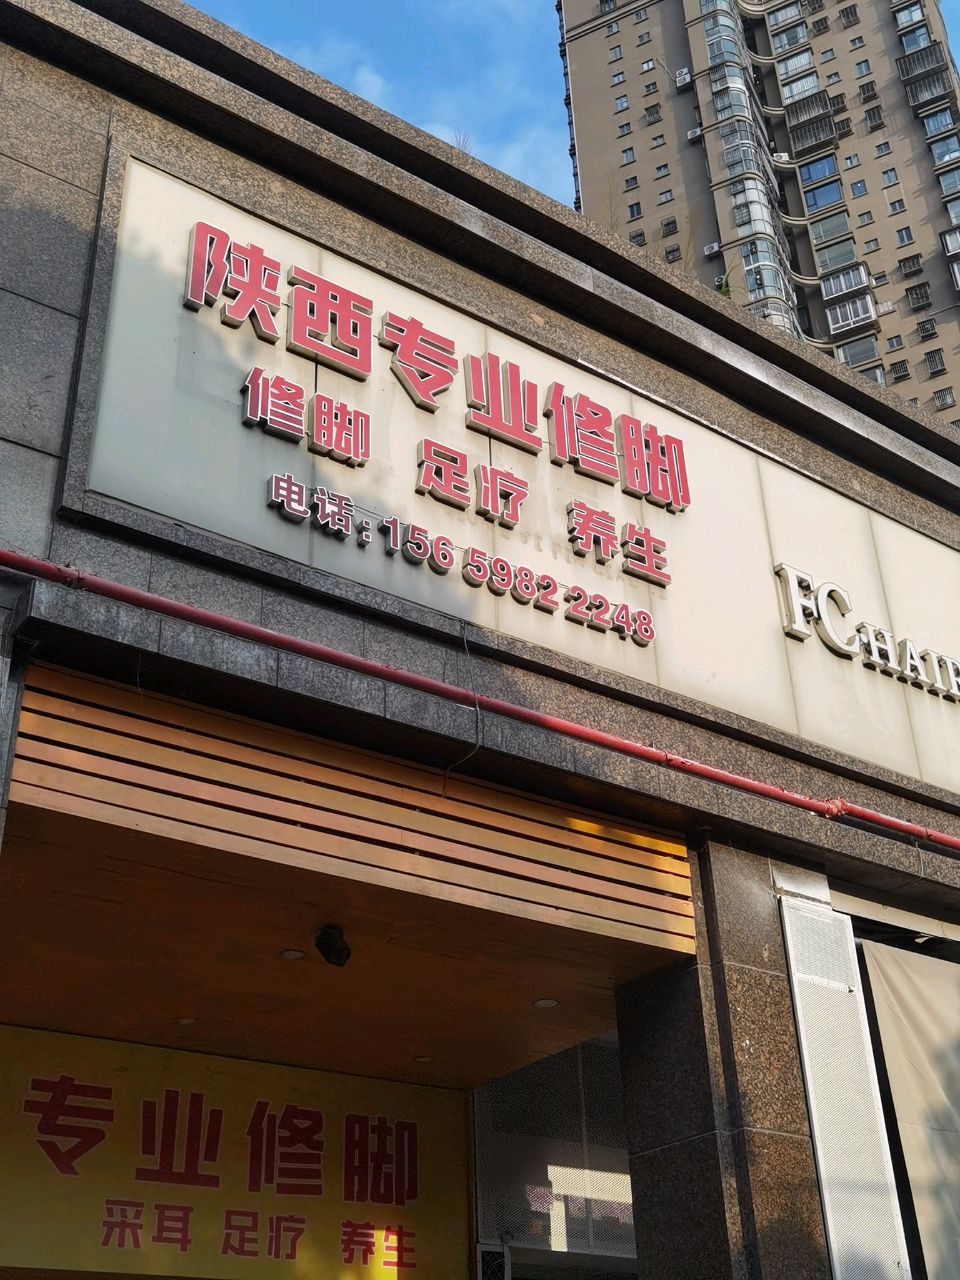 陕西专业修脚
修脚 足疗 养生
电话:156 5982 2248
FC HAIR
专业修脚
采耳 足疗 养生